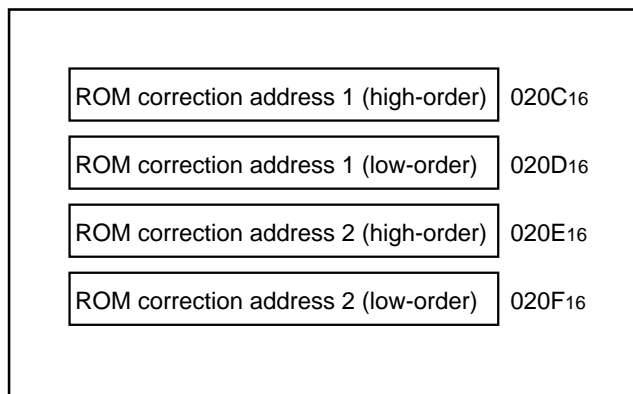 ROM correction address 1 (high-order) 020C16
ROM correction address 1 (low-order) 020D16
ROM correction address 2 (high-order) 020E16
ROM correction address 2 (low-order) 020F16